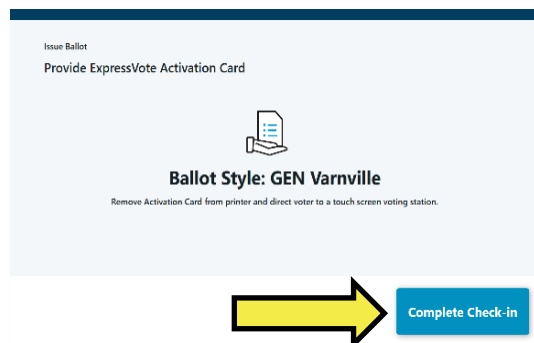 Issue Ballot
Provide ExpressVote Activation Card
Ballot Style: GEN Varnville
Remove Activation Card from printer and direct voter to a touch screen voting station.
Complete Check-in